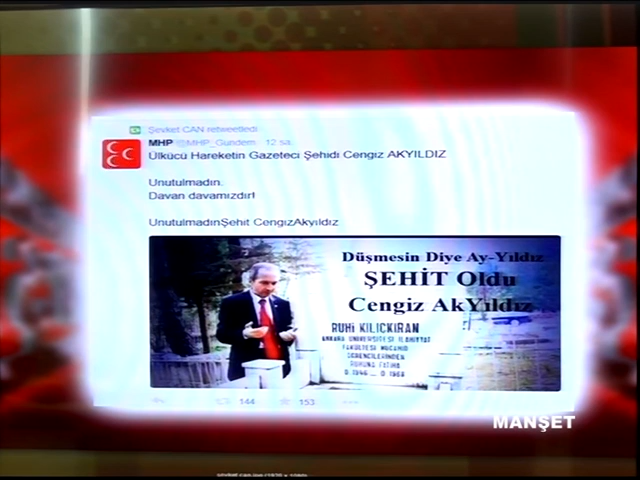 Şevket CAN retweetledi
MHP @MHP_Gundem · 12 sa.
Ülkücü Hareketin Gazeteci Şehidi Cengiz AKYILDIZ
Unutulmadın.
Davan davamızdır!
UnutulmadınŞehit CengizAkyıldız
Düşmesin Diye Ay-Yıldız
ŞEHİT Oldu
Cengiz AkYıldız
RUHİ KILIÇKIRAN
ANKARA ÜNİVERSİTESİ İLAHİYAT
FAKÜLTESİ MÜCAHİD
ÖĞRENCİLERİNDEN
RUHUNA FATİHA
D. 1946 ... Ö. 1968
144 153
MANŞET